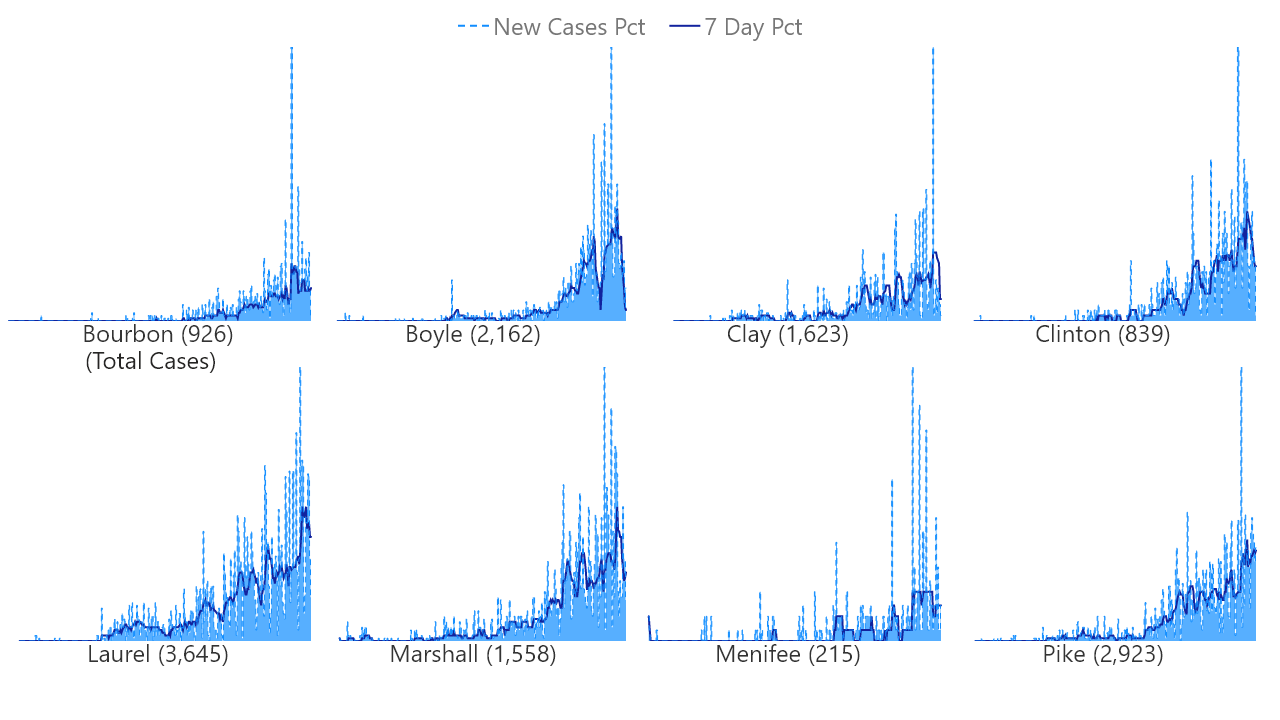 New Cases Pct 7 Day Pct
Bourbon (926)
(Total Cases)
Boyle (2,162)
Clay (1,623)
Clinton (839)
Laurel (3,645)
Marshall (1,558)
Menifee (215)
Pike (2,923)